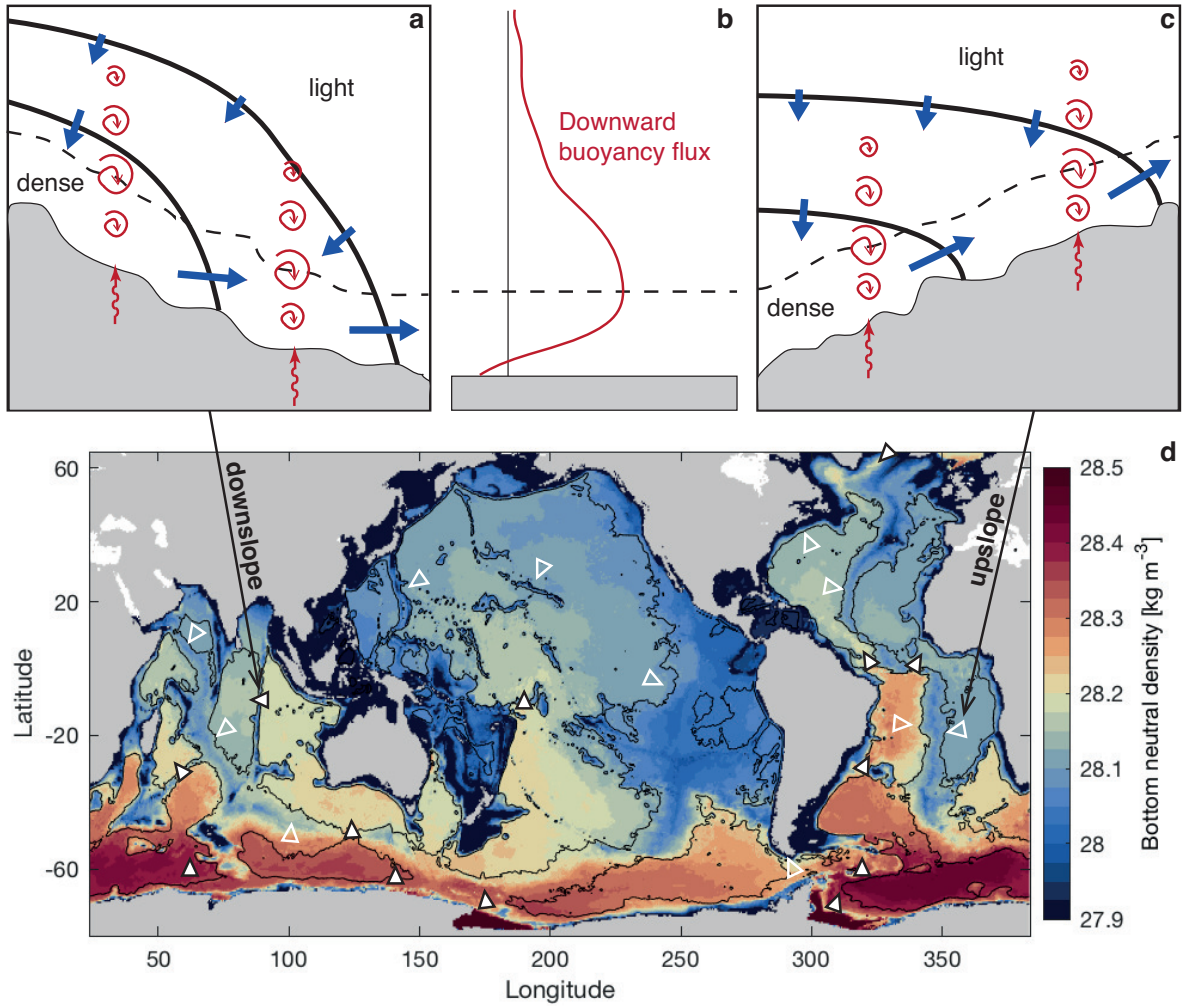 a
light
dense
b
Downward
buoyancy flux
c
light
dense
d
downslope
upslope
60
20
-20
-60
Latitude
50
100
150
200
250
300
350
Longitude
28.5
28.4
28.3
28.2
28.1
28
27.9
Bottom neutral density [kg m⁻³]